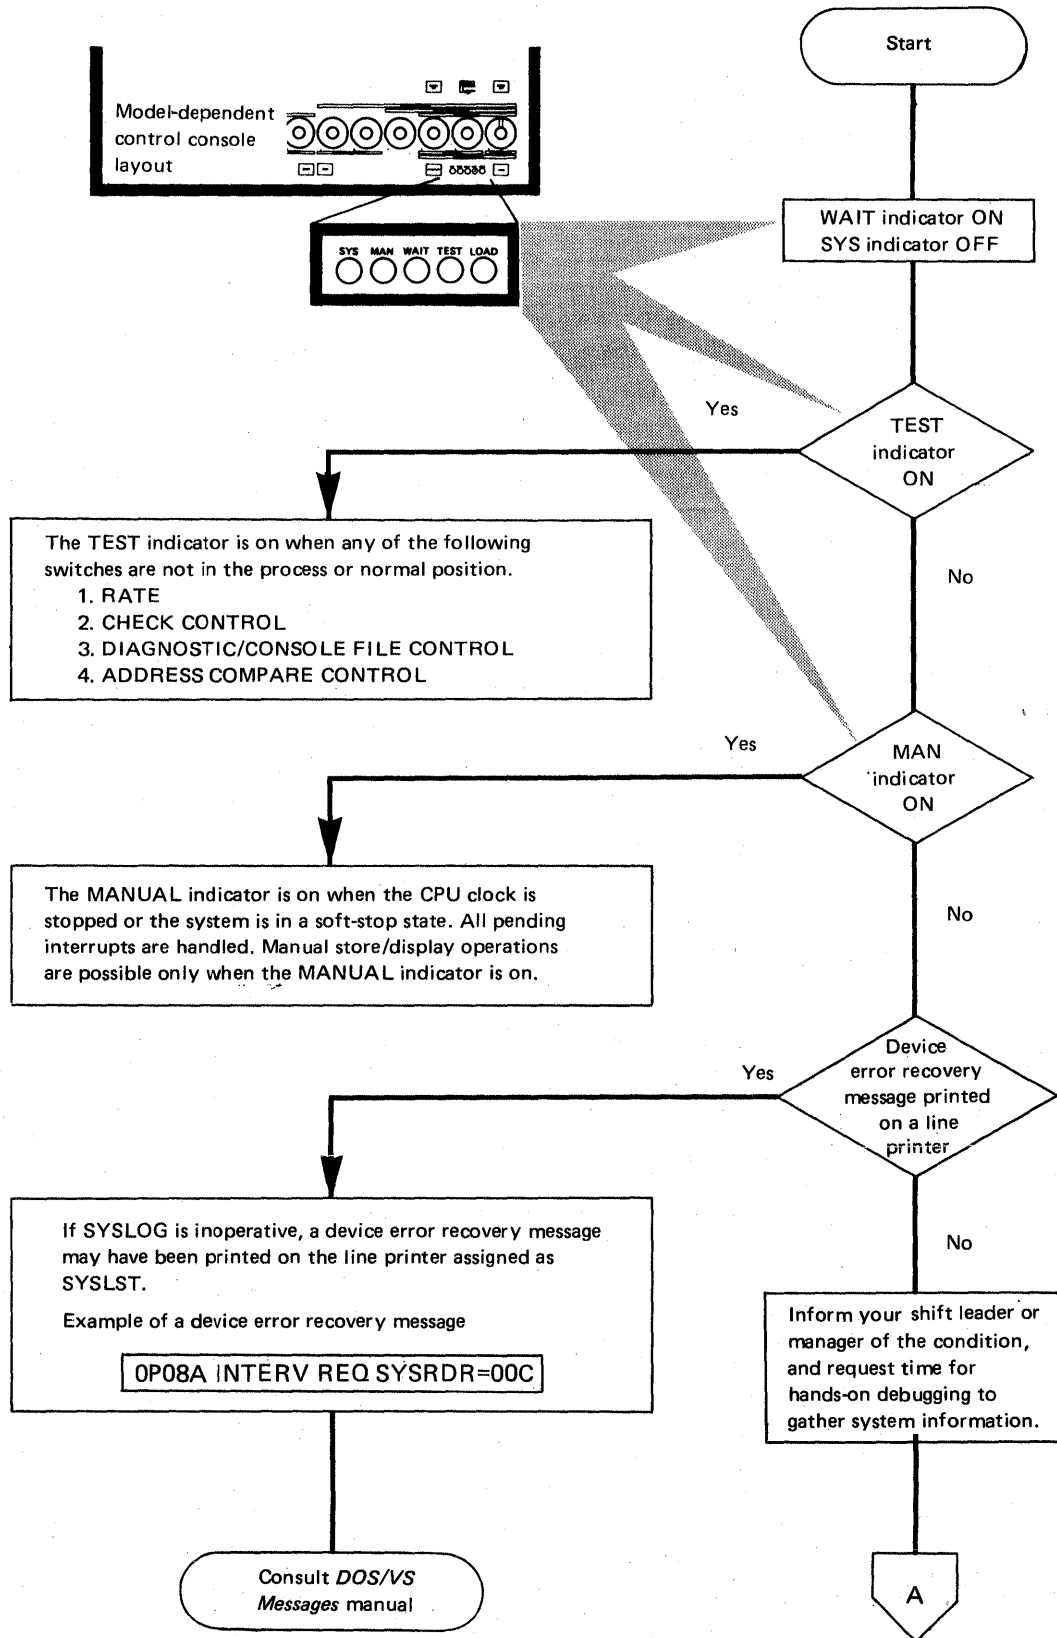 Start
Model-dependent
control console
layout
SYS MAN WAIT TEST LOAD
WAIT indicator ON
SYS indicator OFF
Yes
TEST
indicator
ON
No
The TEST indicator is on when any of the following
switches are not in the process or normal position.
1. RATE
2. CHECK CONTROL
3. DIAGNOSTIC/CONSOLE FILE CONTROL
4. ADDRESS COMPARE CONTROL
Yes
MAN
indicator
ON
No
The MANUAL indicator is on when the CPU clock is
stopped or the system is in a soft-stop state. All pending
interrupts are handled. Manual store/display operations
are possible only when the MANUAL indicator is on.
Yes
Device
error recovery
message printed
on a line
printer
No
If SYSLOG is inoperative, a device error recovery message
may have been printed on the line printer assigned as
SYSLST.
Example of a device error recovery message
0P08A INTERV REQ SYSRDR=00C
Inform your shift leader or
manager of the condition,
and request time for
hands-on debugging to
gather system information.
Consult DOS/VS
Messages manual
A